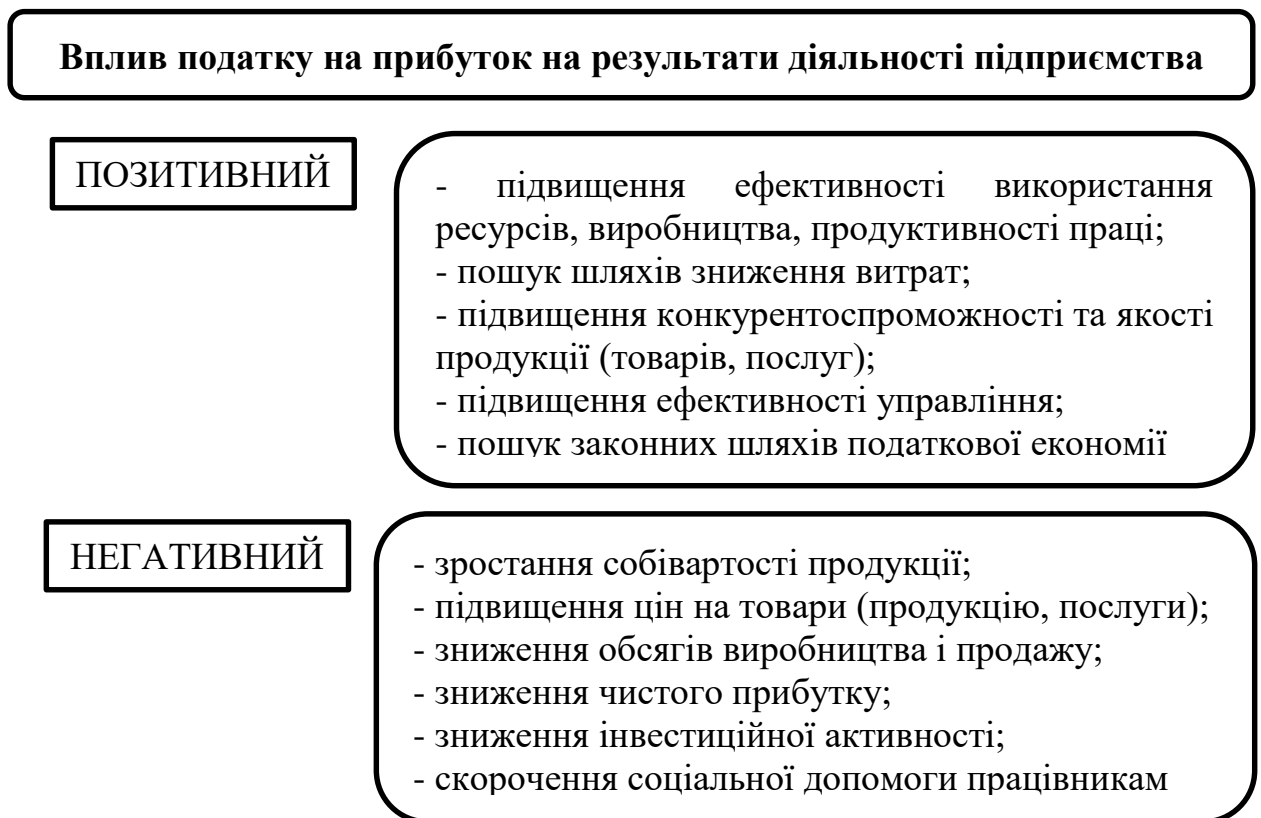 Вплив податку на прибуток на результати діяльності підприємства
ПОЗИТИВНИЙ
- підвищення ефективності використання
ресурсів, виробництва, продуктивності праці;
- пошук шляхів зниження витрат;
- підвищення конкурентоспроможності та якості
продукції (товарів, послуг);
- підвищення ефективності управління;
- пошук законних шляхів податкової економії
НЕГАТИВНИЙ
- зростання собівартості продукції;
- підвищення цін на товари (продукцію, послуги);
- зниження обсягів виробництва і продажу;
- зниження чистого прибутку;
- зниження інвестиційної активності;
- скорочення соціальної допомоги працівникам